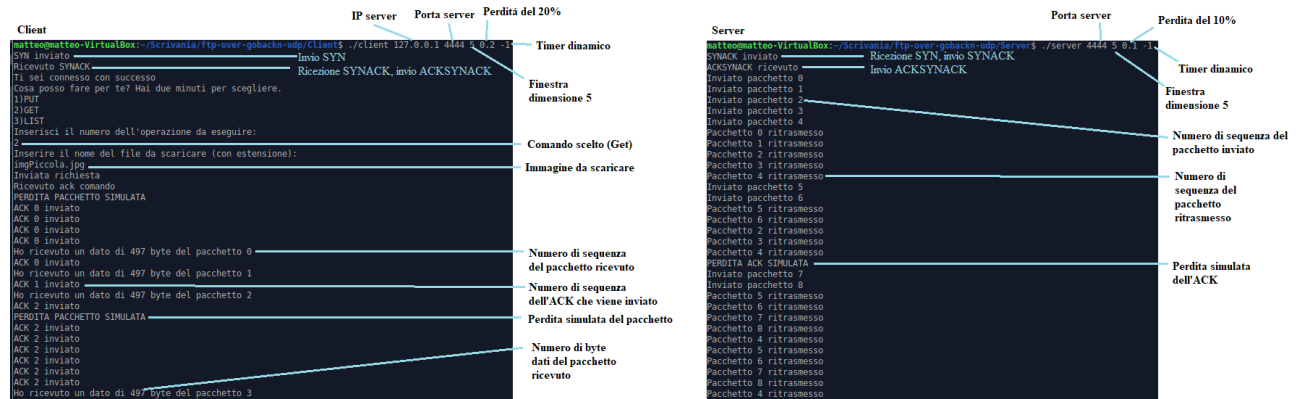 IP server
Porta server
Perditá del 20%
Client
matteo@matteo-VirtualBox:~/Scrivania/ftp-over-gobackn-udp/Client$ ./client 127.0.0.1 4444 5 0.2 -1
Timer dinamico
SYN inviato
Invio SYN
Ricevuto SYNACK
Ricezione SYNACK, invio ACKSYNACK
Ti sei connesso con successo
Cosa posso fare per te? Hai due minuti per scegliere.
Finestra
dimensione 5
1)PUT
2)GET
3)LIST
Inserisci il numero dell'operazione da eseguire:
2
Comando scelto (Get)
Inserire il nome del file da scaricare (con estensione):
imgPiccola.jpg
Immagine da scaricare
Inviata richiesta
Ricevuto ack comando
PERDITA PACCHETTO SIMULATA
ACK 0 inviato
ACK 0 inviato
ACK 0 inviato
ACK 0 inviato
Ho ricevuto un dato di 497 byte del pacchetto 0
Numero di sequenza
del pacchetto ricevuto
ACK 0 inviato
Ho ricevuto un dato di 497 byte del pacchetto 1
ACK 1 inviato
Numero di sequenza
dell'ACK che viene inviato
Ho ricevuto un dato di 497 byte del pacchetto 2
ACK 2 inviato
PERDITA PACCHETTO SIMULATA
Perdita simulata del pacchetto
ACK 2 inviato
ACK 2 inviato
ACK 2 inviato
ACK 2 inviato
ACK 2 inviato
Numero di byte
dati del pacchetto
ricevuto
Ho ricevuto un dato di 497 byte del pacchetto 3
Porta server
Perdita del 10%
Server
matteo@matteo-VirtualBox:~/Scrivania/ftp-over-gobackn-udp/Server$ ./server 4444 5 0.1 -1
Timer dinamico
SYNACK inviato
Ricezione SYN, invio SYNACK
ACKSYNACK ricevuto
Invio ACKSYNACK
Finestra
dimensione 5
Inviato pacchetto 0
Inviato pacchetto 1
Inviato pacchetto 2
Numero di sequenza del
pacchetto inviato
Inviato pacchetto 3
Inviato pacchetto 4
Pacchetto 0 ritrasmesso
Pacchetto 1 ritrasmesso
Pacchetto 2 ritrasmesso
Pacchetto 3 ritrasmesso
Pacchetto 4 ritrasmesso
Numero di
sequenza del
pacchetto
ritrasmesso
Inviato pacchetto 5
Inviato pacchetto 6
Pacchetto 5 ritrasmesso
Pacchetto 6 ritrasmesso
Pacchetto 2 ritrasmesso
Pacchetto 3 ritrasmesso
Pacchetto 4 ritrasmesso
PERDITA ACK SIMULATA
Perdita simulata
dell'ACK
Inviato pacchetto 7
Inviato pacchetto 8
Pacchetto 5 ritrasmesso
Pacchetto 6 ritrasmesso
Pacchetto 7 ritrasmesso
Pacchetto 8 ritrasmesso
Pacchetto 4 ritrasmesso
Pacchetto 5 ritrasmesso
Pacchetto 6 ritrasmesso
Pacchetto 7 ritrasmesso
Pacchetto 8 ritrasmesso
Pacchetto 4 ritrasmesso